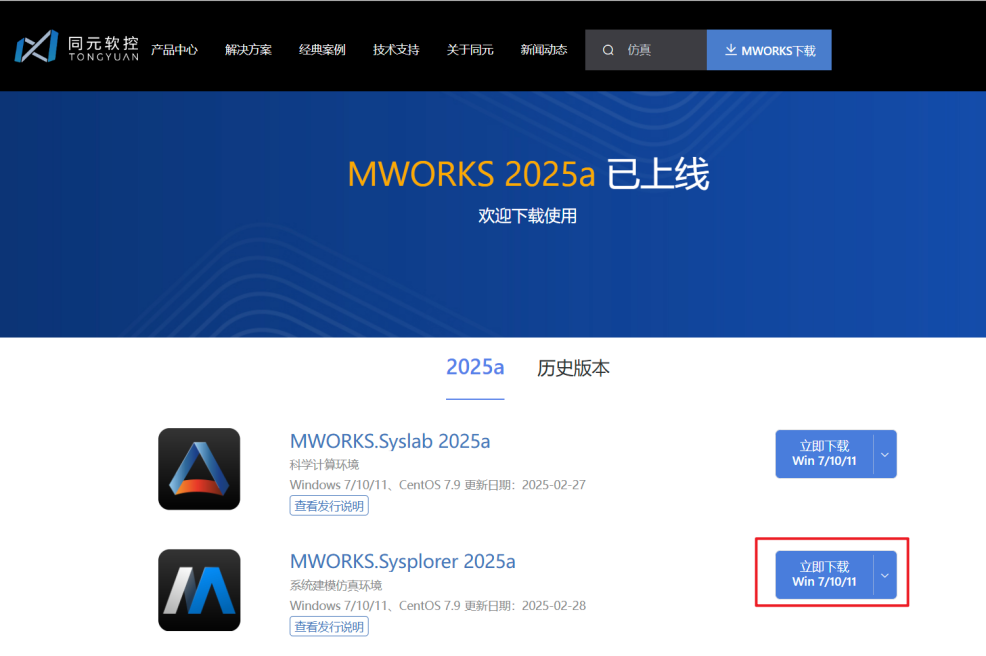 同元软控
TONGYUAN
产品中心 解决方案 经典案例 技术支持 关于同元 新闻动态 仿真 MWORKS下载
MWORKS 2025a 已上线
欢迎下载使用
2025a 历史版本
MWORKS.Syslab 2025a
科学计算环境
Windows 7/10/11、CentOS 7.9 更新日期：2025-02-27
查看发行说明
立即下载
Win 7/10/11
MWORKS.Sysplorer 2025a
系统建模仿真环境
Windows 7/10/11、CentOS 7.9 更新日期：2025-02-28
查看发行说明
立即下载
Win 7/10/11